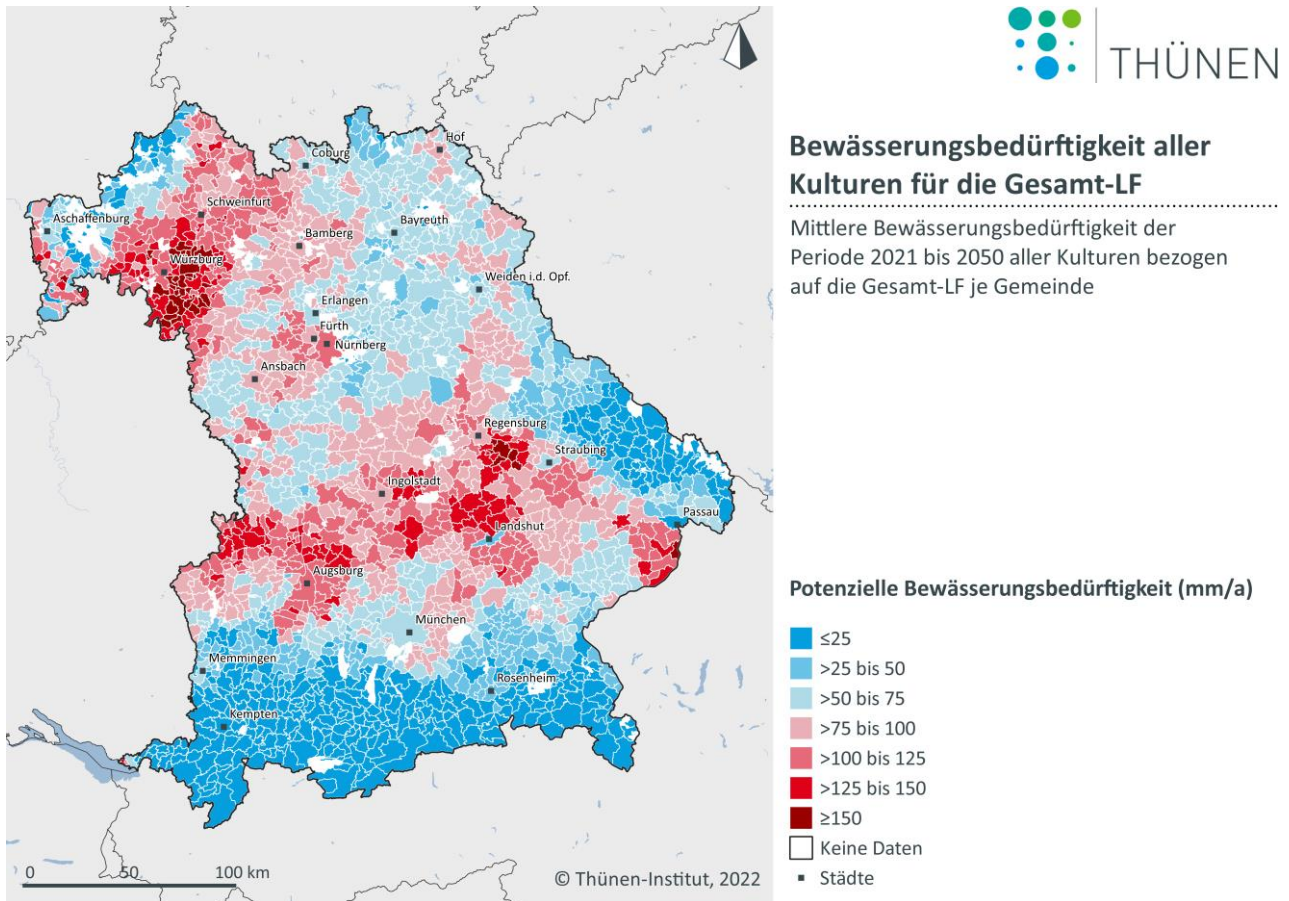 THÜNEN
Bewässerungsbedürftigkeit aller
Kulturen für die Gesamt-LF
Mittlere Bewässerungsbedürftigkeit der
Periode 2021 bis 2050 aller Kulturen bezogen
auf die Gesamt-LF je Gemeinde
Hof
Coburg
Schweinfurt
Aschaffenburg
Bayreuth
Bamberg
Würzburg
Weiden i.d. Opf.
Erlangen
Fürth
Nürnberg
Ansbach
Regensburg
Straubing
Ingolstadt
Passau
Landshut
Augsburg
München
Memmingen
Rosenheim
Kempten
Potenzielle Bewässerungsbedürftigkeit (mm/a)
≤25
>25 bis 50
>50 bis 75
>75 bis 100
>100 bis 125
>125 bis 150
≥150
Keine Daten
Städte
0 50 100 km
© Thünen-Institut, 2022